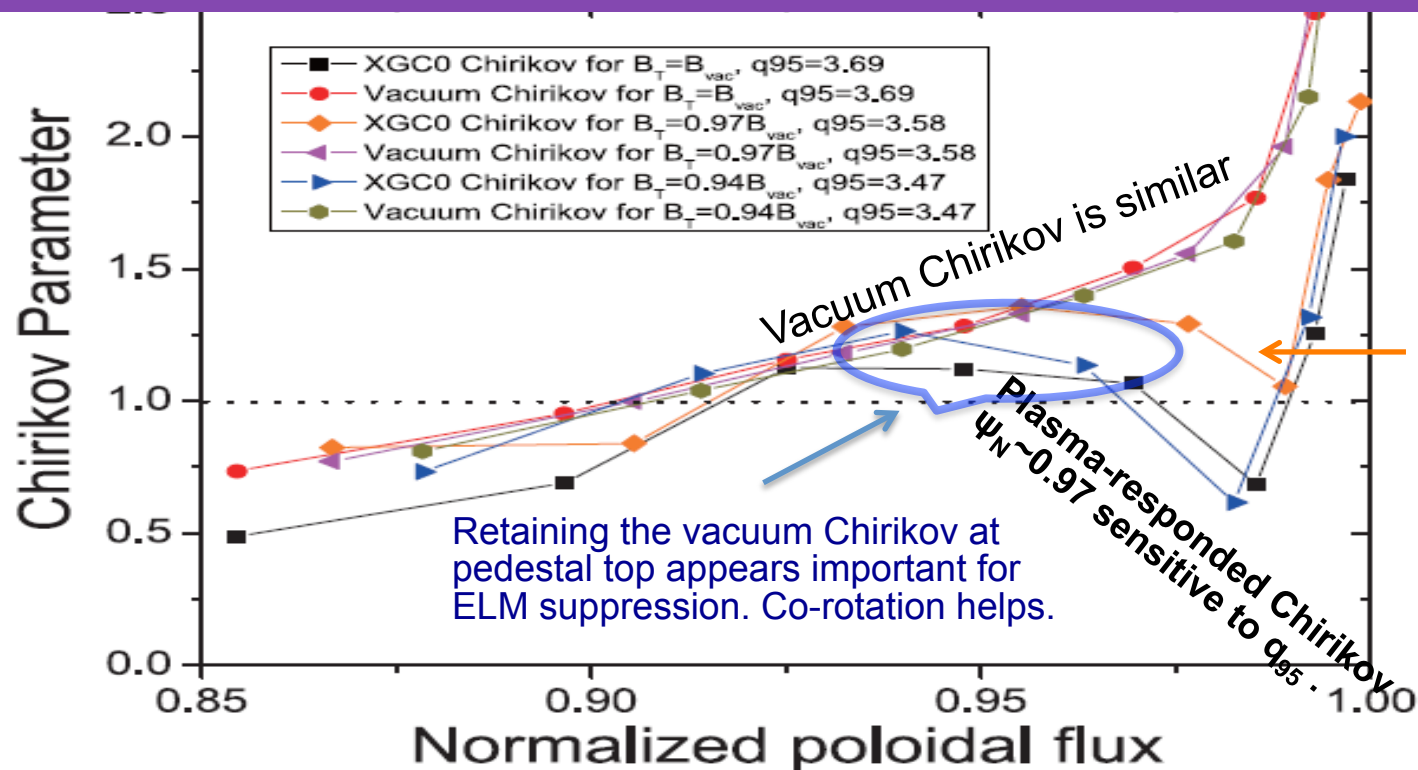 XGC0 Chirikov for B_T=B_vac, q95=3.69
Vacuum Chirikov for B_T=B_vac, q95=3.69
XGC0 Chirikov for B_T=0.97B_vac, q95=3.58
Vacuum Chirikov for B_T=0.97B_vac, q95=3.58
XGC0 Chirikov for B_T=0.94B_vac, q95=3.47
Vacuum Chirikov for B_T=0.94B_vac, q95=3.47
Chirikov Parameter
2.0
1.5
1.0
0.5
0.0
Vacuum Chirikov is similar
Plasma-responded Chirikov
Ψ_N~0.97 sensitive to q_95 .
Retaining the vacuum Chirikov at
pedestal top appears important for
ELM suppression. Co-rotation helps.
0.85 0.90 0.95 1.00
Normalized poloidal flux